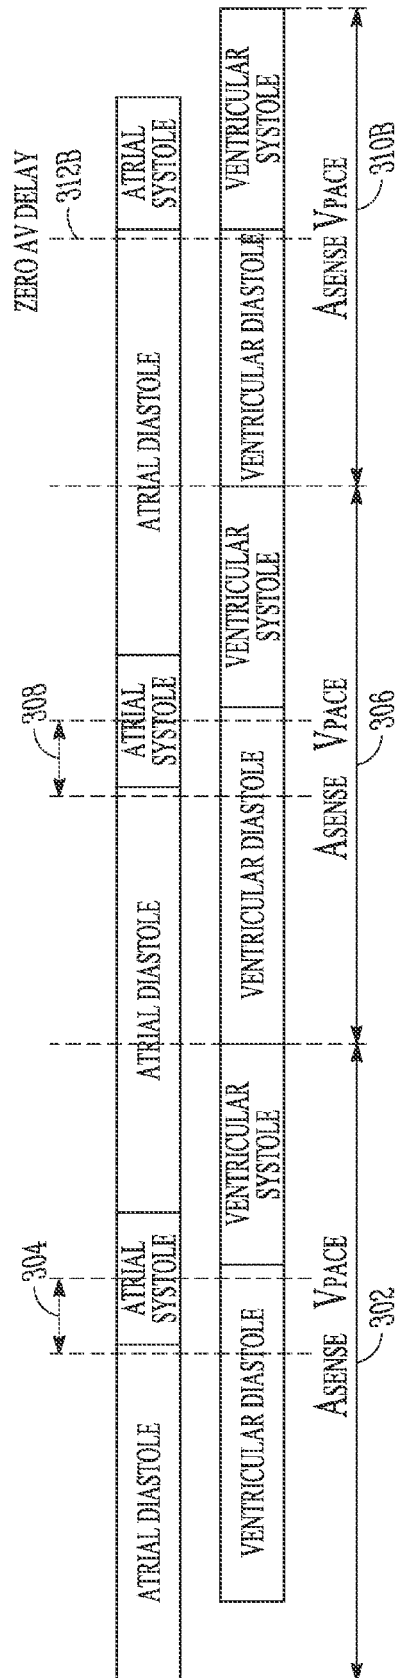 ZERO AV DELAY
304
308
312B
ATRIAL DIASTOLE
ATRIAL
SYSTOLE
ATRIAL DIASTOLE
ATRIAL
SYSTOLE
ATRIAL DIASTOLE
ATRIAL
SYSTOLE
VENTRICULAR DIASTOLE
VENTRICULAR
SYSTOLE
VENTRICULAR DIASTOLE
VENTRICULAR
SYSTOLE
VENTRICULAR DIASTOLE
VENTRICULAR
SYSTOLE
ASENSE VPACE
ASENSE VPACE
ASENSE VPACE
302
306
310B